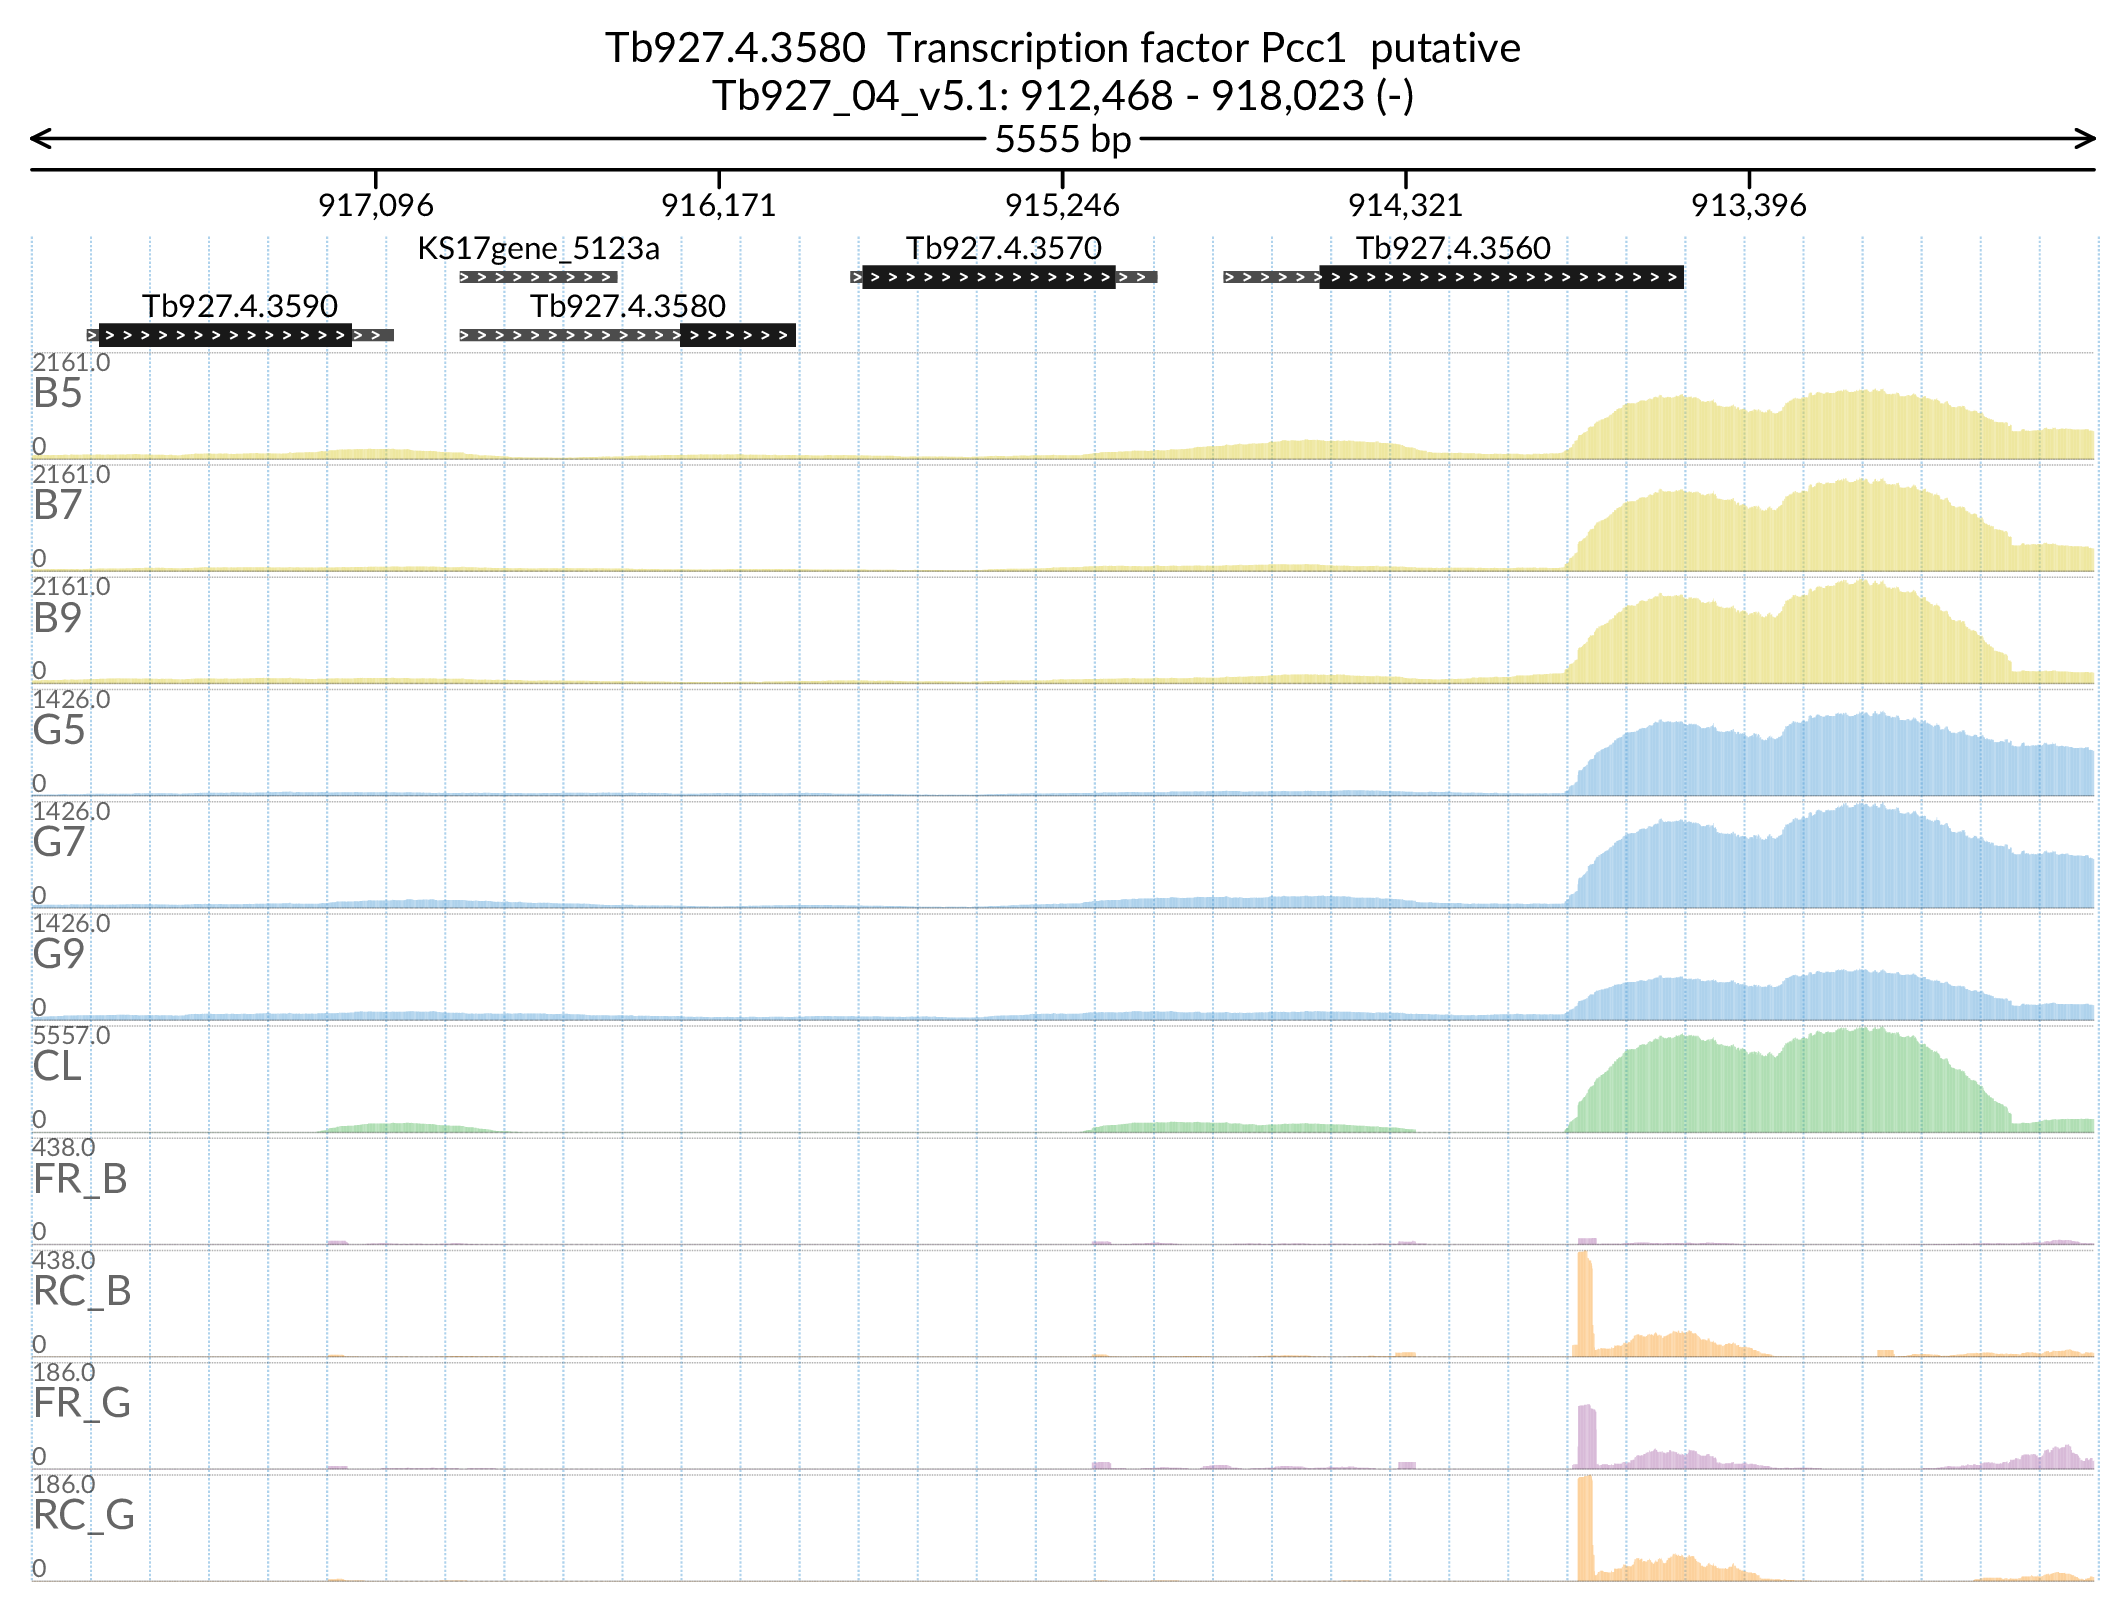 Tb927.4.3580  Transcription factor Pcc1  putative
Tb927_04_v5.1: 912,468 - 918,023 (-)
5555 bp
917,096 916,171 915,246 914,321 913,396
KS17gene_5123a Tb927.4.3570 Tb927.4.3560
Tb927.4.3590 Tb927.4.3580
2161.0
B5
0
2161.0
B7
0
2161.0
B9
0
1426.0
G5
0
1426.0
G7
0
1426.0
G9
0
5557.0
CL
0
438.0
FR_B
0
438.0
RC_B
0
186.0
FR_G
0
186.0
RC_G
0